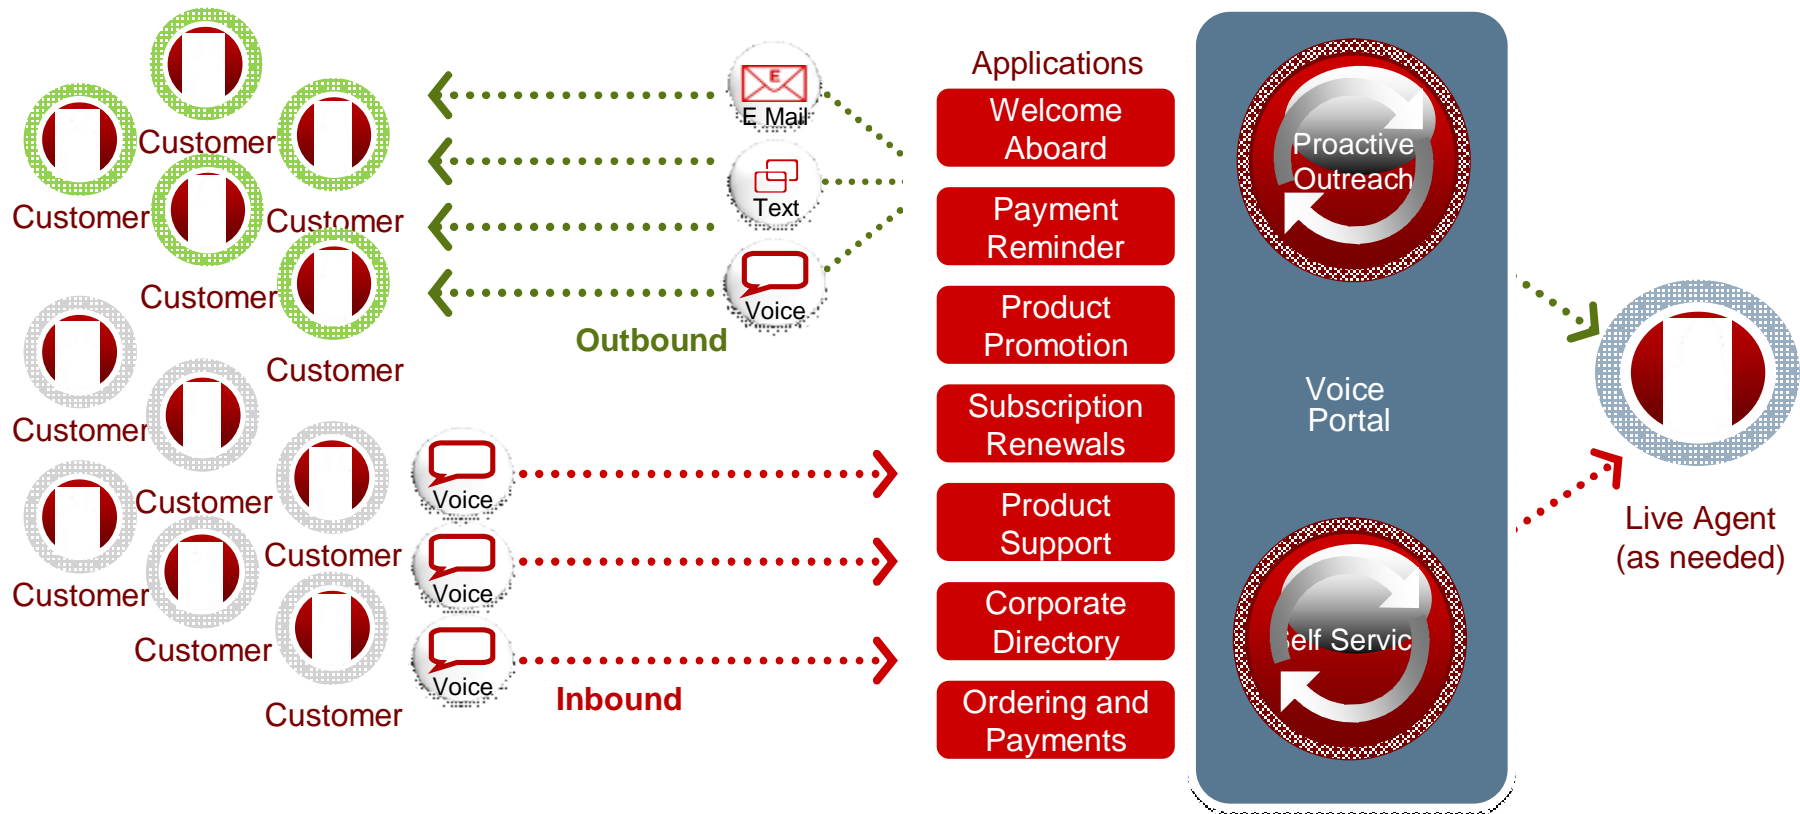 Customer
Customer
Customer
Customer
Customer
E Mail
Text
Voice
Outbound
Customer
Customer
Customer
Customer
Customer
Customer
Voice
Voice
Voice
Inbound
Applications
Welcome
Aboard
Payment
Reminder
Product
Promotion
Subscription
Renewals
Product
Support
Corporate
Directory
Ordering and
Payments
Proactive
Outreach
Voice
Portal
Self Servic
Live Agent
(as needed)